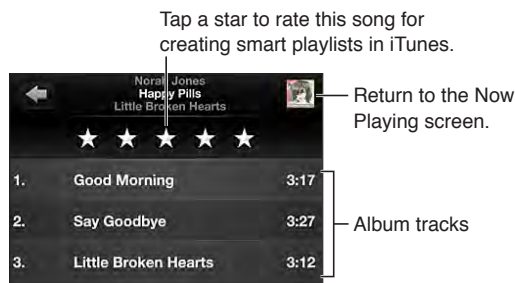 Tap a star to rate this song for
creating smart playlists in iTunes.
Norah Jones
Happy Pills
Little Broken Hearts
Return to the Now
Playing screen.
1. Good Morning 3:17
2. Say Goodbye 3:27
Album tracks
3. Little Broken Hearts 3:12